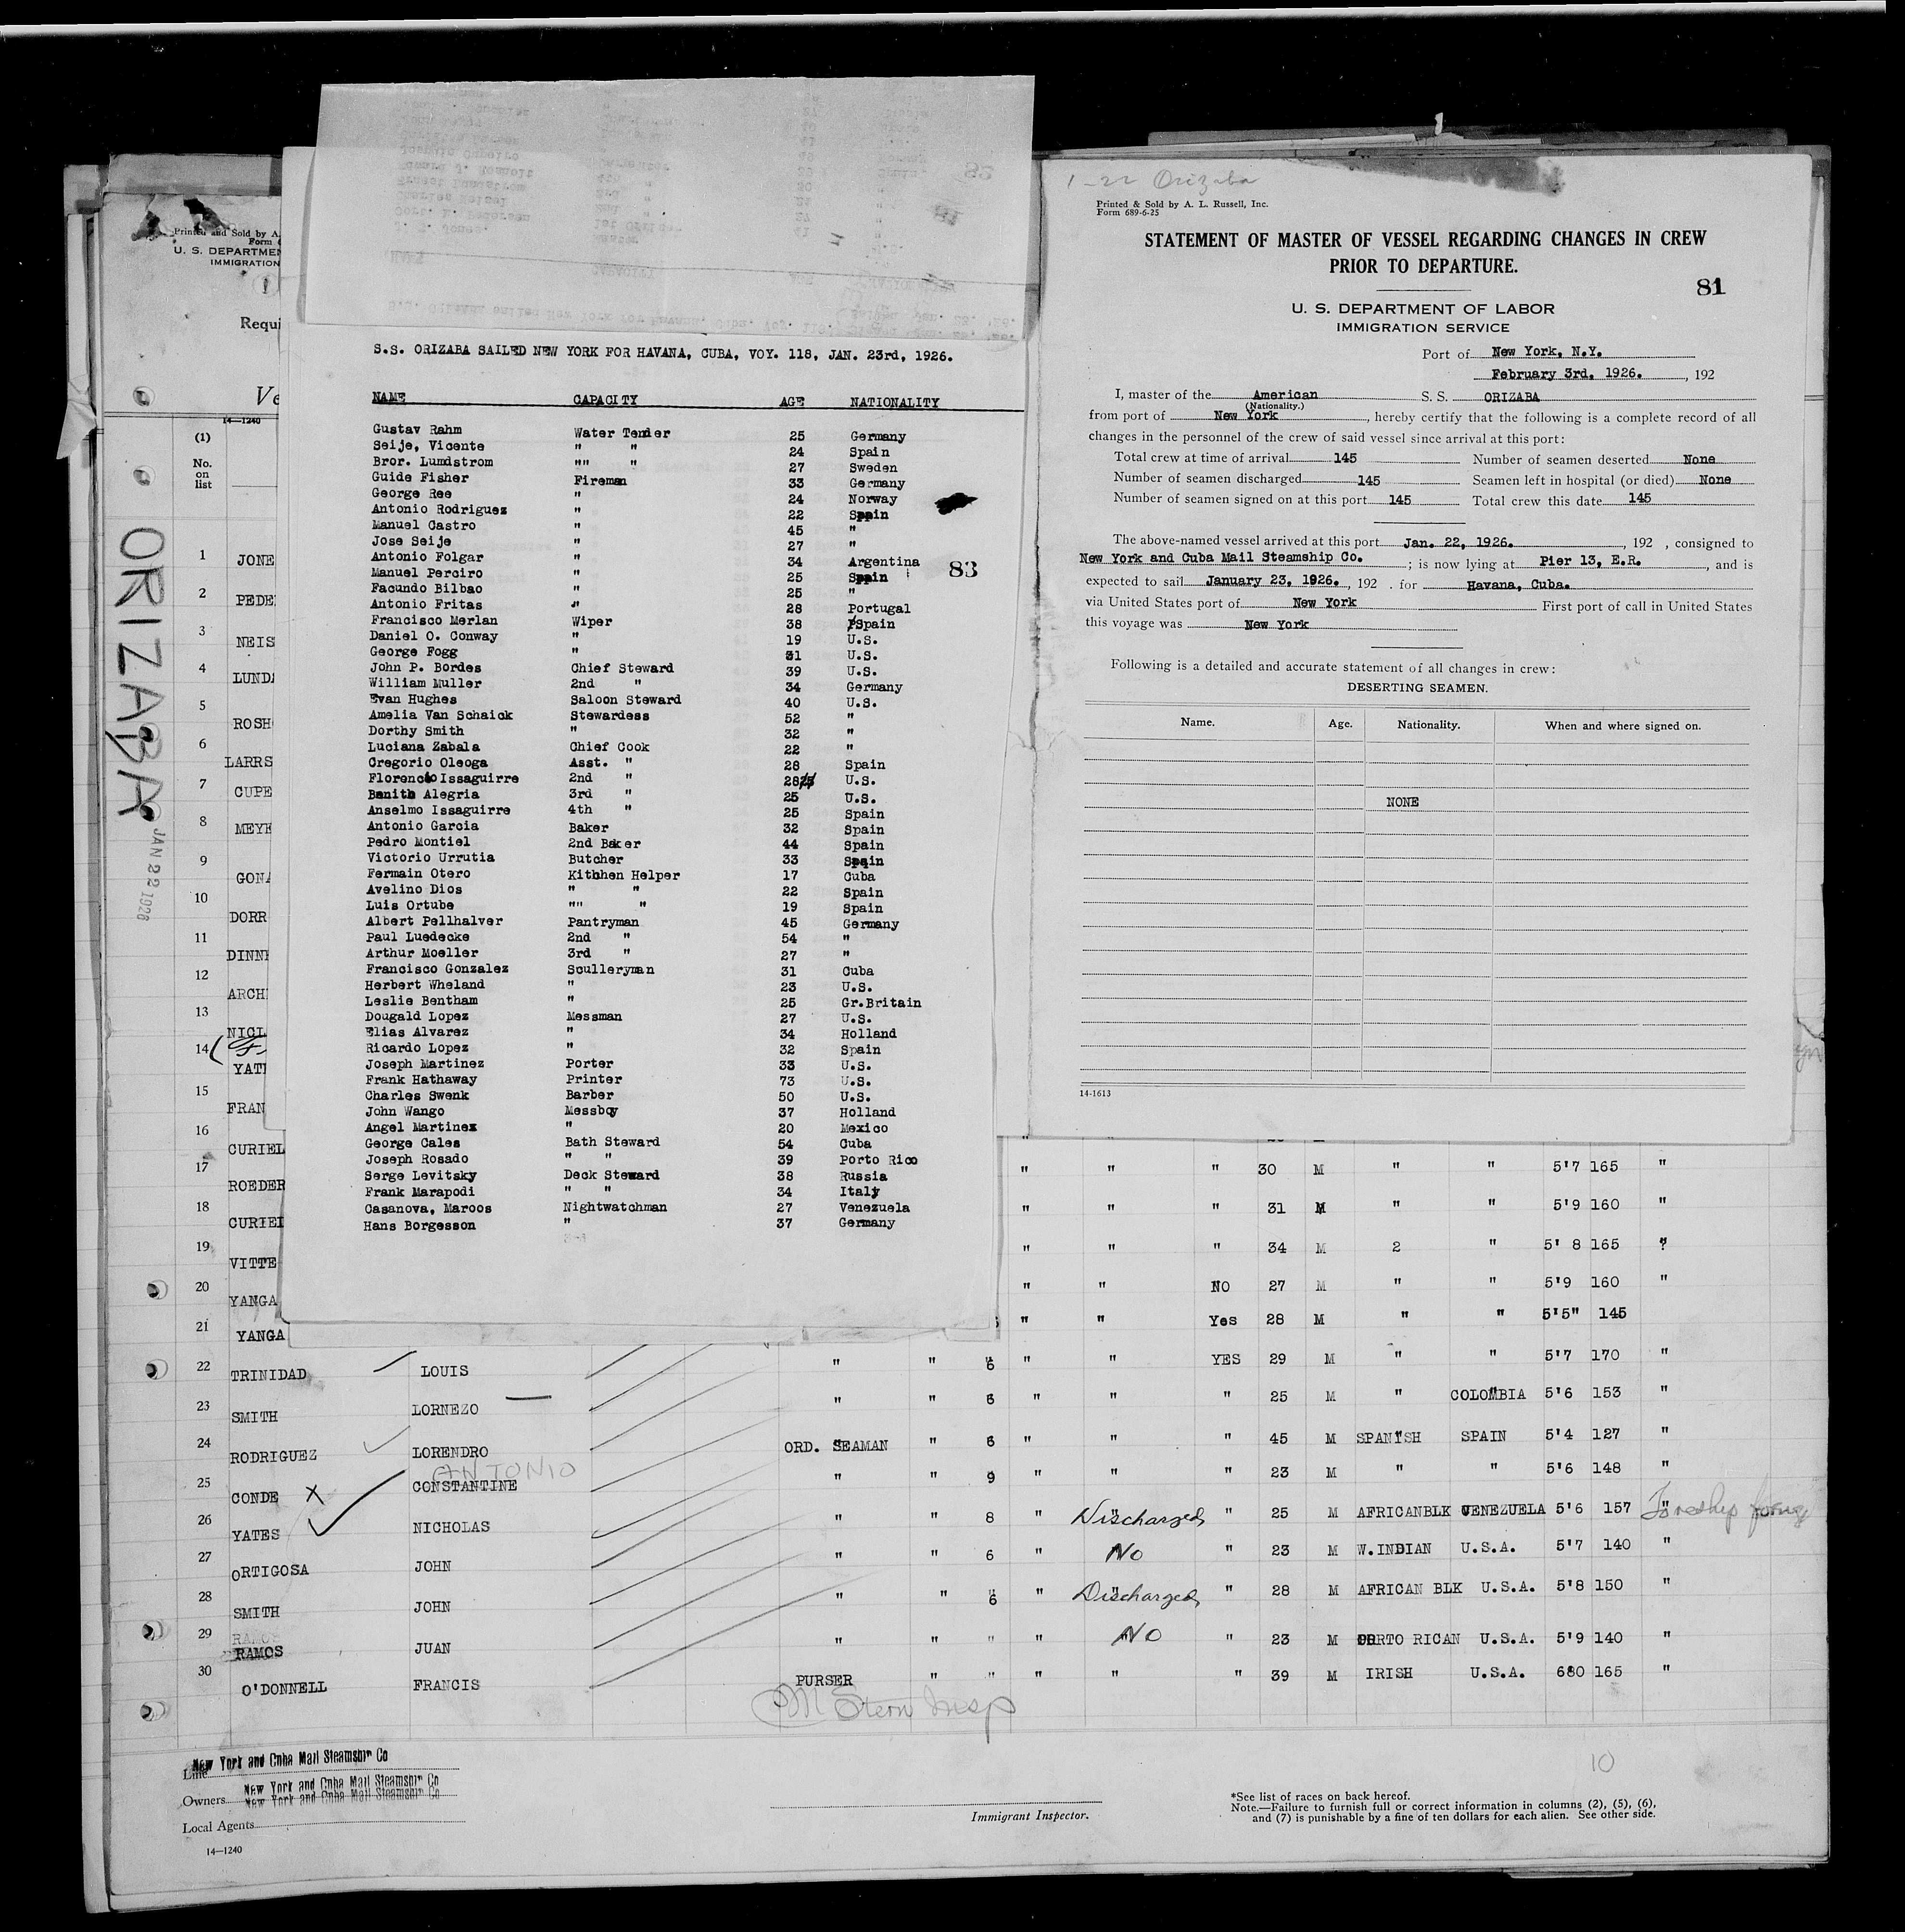 S.S. ORIZABA SAILED NEW YORK FOR HAVANA, CUBA, VOY. 118, JAN. 23rd, 1926.
NAME CAPACITY AGE NATIONALITY
Gustav Rahm Water Tender 25 Germany
Seije, Vicente " " 24 Spain
Bror. Lumdstrom "" " 27 Sweden
Guide Fisher Fireman 33 Germany
George Ree " 24 Norway
Antonio Rodriguez " 22 Spain
Manuel Castro " 45 "
Jose Seije " 27 "
Antonio Folgar " 34 Argentina
Manuel Perciro " 25 Spain
83
Facundo Bilbao " 25 "
Antonio Fritas " 28 Portugal
Francisco Merlan Wiper 38 Spain
Daniel O. Conway " 19 U.S.
George Fogg " 31 U.S.
John P. Bordes Chief Steward 39 U.S.
William Muller 2nd " 34 Germany
Evan Hughes Saloon Steward 40 U.S.
Amelia Van Schaick Stewardess 52 "
Dorthy Smith " 32 "
Luciana Zabala Chief Cook 22 "
Gregorio Oleoga Asst. " 28 Spain
Florencio Issaguirre 2nd " 28 U.S.
Benito Alegria 3rd " 25 U.S.
Anselmo Issaguirre 4th " 25 Spain
Antonio Garcia Baker 32 Spain
Pedro Montiel 2nd Baker 44 Spain
Victorio Urrutia Butcher 33 Spain
Fermain Otero Kitbhen Helper 17 Cuba
Avelino Dios " " 22 Spain
Luis Ortube "" " 19 Spain
Albert Pellhalver Pantryman 45 Germany
Paul Luedecke 2nd " 54 "
Arthur Moeller 3rd " 27 "
Francisco Gonzalez Sculleryman 31 Cuba
Herbert Wheland " 23 U.S.
Leslie Bentham " 25 Gr.Britain
Dougald Lopez Messman 27 U.S.
Elias Alvarez " 34 Holland
Ricardo Lopez " 32 Spain
Joseph Martinez Porter 33 U.S.
Frank Hathaway Printer 73 U.S.
Charles Swenk Barber 50 U.S.
John Wango Messboy 37 Holland
Angel Martinez " 20 Mexico
George Cales Bath Steward 54 Cuba
Joseph Rosado " " 39 Porto Rico
Serge Levitsky Deck Steward 38 Russia
Frank Marapodi " " 34 Italy
Casanova, Maroos Nightwatchman 27 Venezuela
Hans Borgesson " 37 Germany
1-22 Orizaba
Printed & Sold by A. L. Russell, Inc.
Form 689-6-25
STATEMENT OF MASTER OF VESSEL REGARDING CHANGES IN CREW
PRIOR TO DEPARTURE.
81
U. S. DEPARTMENT OF LABOR
IMMIGRATION SERVICE
Port of New York, N.Y.
February 3rd, 1926. , 192
I, master of the American S. S. ORIZABA
(Nationality.)
from port of New York , hereby certify that the following is a complete record of all
changes in the personnel of the crew of said vessel since arrival at this port:
Total crew at time of arrival 145 Number of seamen deserted None
Number of seamen discharged 145 Seamen left in hospital (or died) None
Number of seamen signed on at this port 145 Total crew this date 145
The above-named vessel arrived at this port Jan. 22, 1926. , 192 , consigned to
New York and Cuba Mail Steamship Co. ; is now lying at Pier 13, E.R. , and is
expected to sail January 23, 1926. , 192 . for Havana, Cuba.
via United States port of New York First port of call in United States
this voyage was New York
Following is a detailed and accurate statement of all changes in crew:
DESERTING SEAMEN.
Name. Age. Nationality. When and where signed on.
NONE
14-1613
Printed and Sold by A.
Form
U. S. DEPARTMEN
IMMIGRATION
Requi
Ve
14—1240
(1)
No.
on
list
ORIZABA
JAN 22 1926
1 JONE
2 PEDE
3 NEIS
4 LUNDA
5 ROSH
6 LARRS
7 CUPE
8 MEYE
9 GONA
10 DORR
11 DINNE
12 ARCH
13 NICL
14 YATE
15 FRAN
16 CURIEL
17 ROEDER " " " 30 M " " 5'7 165 "
18 CURIEL " " " 31 M " " 5'9 160 "
19 VITTE " " " 34 M 2 " 5' 8 165 "
20 YANGA " " NO 27 M " " 5'9 160 "
21 YANGA " " Yes 28 M " " 5'5" 145
22 TRINIDAD LOUIS " " 6 " " YES 29 M " " 5'7 170 "
23 SMITH LORNEZO " " 6 " " " 25 M " COLOMBIA 5'6 153 "
24 RODRIGUEZ LORENDRO ORD. SEAMAN " 6 " " " 45 M SPANISH SPAIN 5'4 127 "
ANTONIO
25 CONDE X CONSTANTINE " " 9 " " " 23 M " " 5'6 148 "
26 YATES NICHOLAS " " 8 " Discharged " 25 M AFRICANBLK VENEZUELA 5'6 157 "
27 ORTIGOSA JOHN " " 6 " No " 23 M W.INDIAN U.S.A. 5'7 140 "
28 SMITH JOHN " " 6 " Discharged " 28 M AFRICAN BLK U.S.A. 5'8 150 "
29 RAMOS JUAN " " " " No " 23 M PORTO RICAN U.S.A. 5'9 140 "
30 O'DONNELL FRANCIS PURSER " " " " " 39 M IRISH U.S.A. 680 165 "
M Stern Insp
10
Line New York and Cuba Mail Steamship Co
Owners New York and Cuba Mail Steamship Co
New York and Cuba Mail Steamship Co
Local Agents
14—1240
Immigrant Inspector.
*See list of races on back hereof.
Note.—Failure to furnish full or correct information in columns (2), (5), (6),
and (7) is punishable by a fine of ten dollars for each alien. See other side.